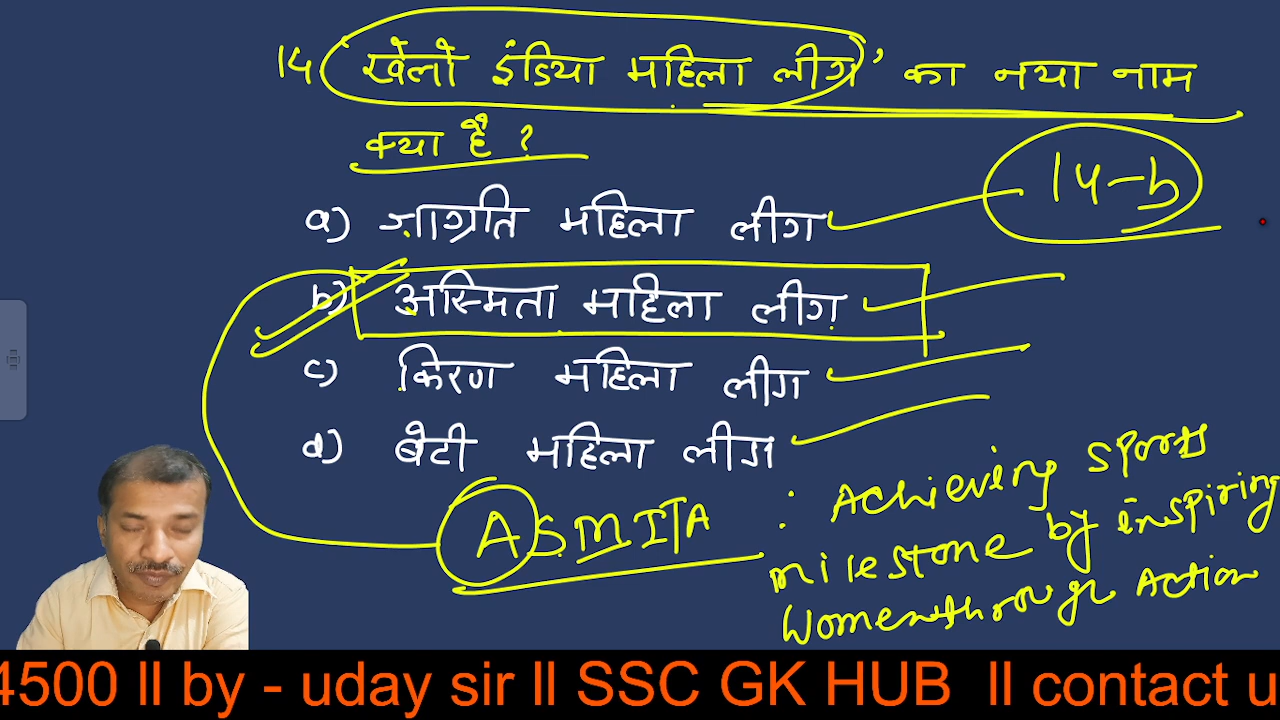 14 खेलो इंडिया महिला लीग' का नया नाम
क्या है ?
14-b
a) जाग्रति महिला लीग
b) अस्मिता महिला लीग
c) किरण महिला लीग
d) बेटी महिला लीग
ASMITA : Achieving sports
milestone by inspiring
women through Action
4500 ll by - uday sir ll SSC GK HUB ll contact u